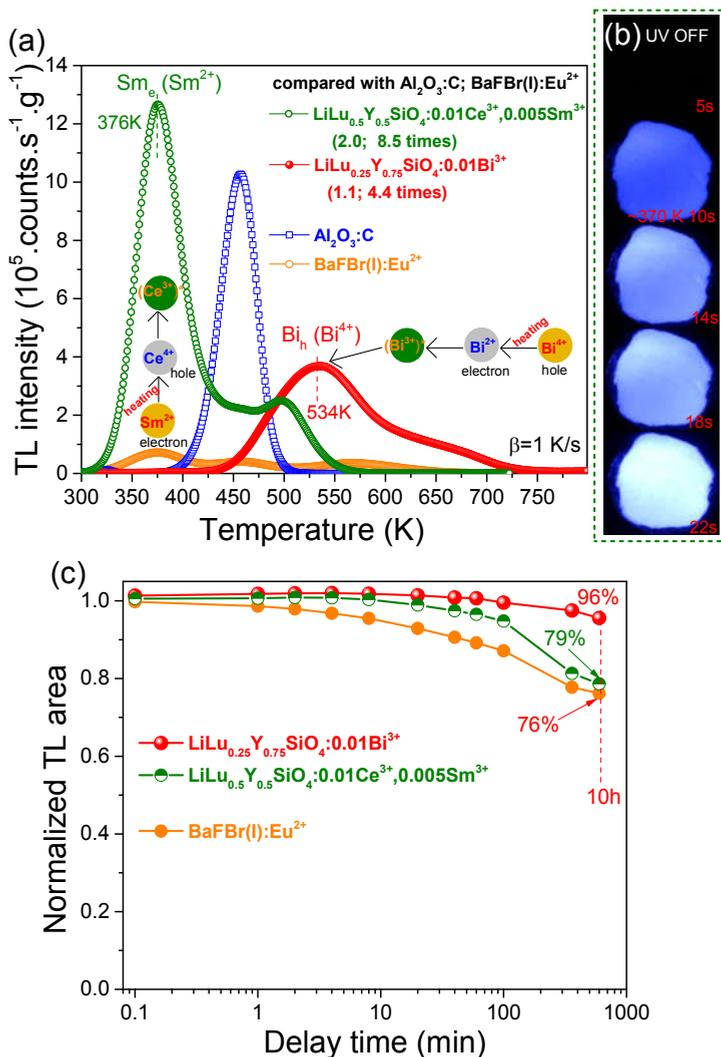 (a)
TL intensity (10⁵.counts.s⁻¹.g⁻¹)
14
12
10
8
6
4
2
0
300 350 400 450 500 550 600 650 700 750
Temperature (K)
Smₑ (Sm²⁺)
376K
compared with Al₂O₃:C; BaFBr(I):Eu²⁺
LiLu₀.₅Y₀.₅SiO₄:0.01Ce³⁺,0.005Sm³⁺
(2.0; 8.5 times)
LiLu₀.₂₅Y₀.₇₅SiO₄:0.01Bi³⁺
(1.1; 4.4 times)
Al₂O₃:C
BaFBr(I):Eu²⁺
(Ce³⁺)*
Ce⁴⁺
hole
heating
Sm²⁺
electron
Biₕ (Bi⁴⁺)
534K
(Bi³⁺)*
Bi²⁺
electron
heating
Bi⁴⁺
hole
β=1 K/s
(b) UV OFF
5s
~370 K 10s
14s
18s
22s
(c)
Normalized TL area
1.0
0.8
0.6
0.4
0.2
0.0
0.1 1 10 100 1000
Delay time (min)
96%
79%
76%
10h
LiLu₀.₂₅Y₀.₇₅SiO₄:0.01Bi³⁺
LiLu₀.₅Y₀.₅SiO₄:0.01Ce³⁺,0.005Sm³⁺
BaFBr(I):Eu²⁺